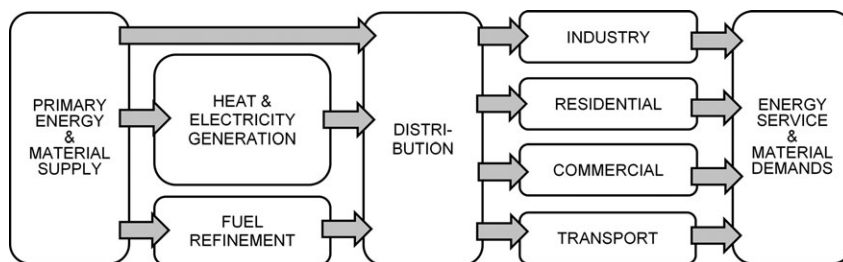 PRIMARY
ENERGY
&
MATERIAL
SUPPLY
HEAT &
ELECTRICITY
GENERATION
FUEL
REFINEMENT
DISTRI-
BUTION
INDUSTRY
RESIDENTIAL
COMMERCIAL
TRANSPORT
ENERGY
SERVICE
&
MATERIAL
DEMANDS